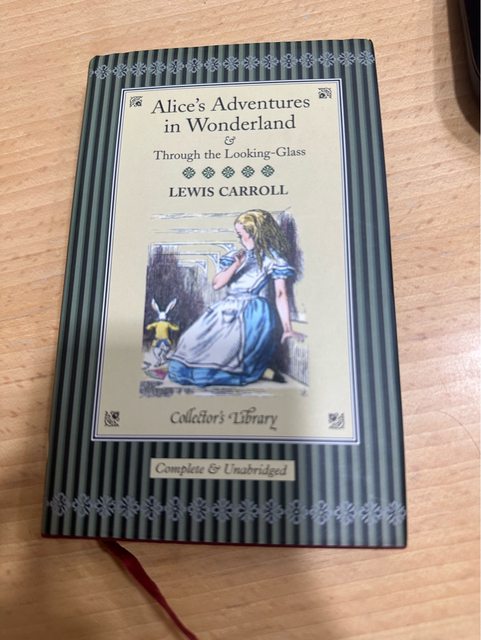 Alice's Adventures
in Wonderland
&
Through the Looking-Glass
LEWIS CARROLL
Collector's Library
Complete & Unabridged